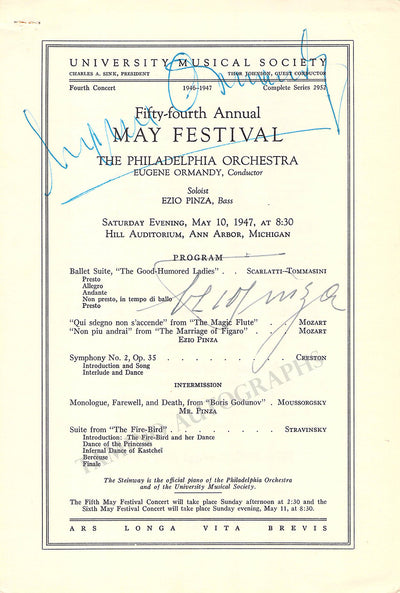 UNIVERSITY MUSICAL SOCIETY
CHARLES A. SINK, PRESIDENT THOR JOHNSON, GUEST CONDUCTOR
Fourth Concert 1946–1947 Complete Series 2952
Eugene Ormandy
Fifty-fourth Annual
MAY FESTIVAL
THE PHILADELPHIA ORCHESTRA
EUGENE ORMANDY, Conductor
Soloist
EZIO PINZA, Bass
SATURDAY EVENING, MAY 10, 1947, AT 8:30
HILL AUDITORIUM, ANN ARBOR, MICHIGAN
PROGRAM
Ballet Suite, "The Good-Humored Ladies" . . SCARLATTI-TOMMASINI
Presto
Allegro
Andante
Non presto, in tempo di ballo
Presto
Ezio Pinza
"Qui sdegno non s'accende" from "The Magic Flute" . . MOZART
"Non piu andrai" from "The Marriage of Figaro" . . MOZART
EZIO PINZA
Symphony No. 2, Op. 35 . . . . . . . . . CRESTON
Introduction and Song
Interlude and Dance
INTERMISSION
Monologue, Farewell, and Death, from "Boris Godunov" . MOUSSORGSKY
MR. PINZA
Suite from "The Fire-Bird" . . . . . . . . STRAVINSKY
Introduction: The Fire-Bird and her Dance
Dance of the Princesses
Infernal Dance of Kastchei
Berceuse
Finale
TAMINO AUTOGRAPHS
The Steinway is the official piano of the Philadelphia Orchestra
and of the University Musical Society.
The Fifth May Festival Concert will take place Sunday afternoon at 2:30 and the
Sixth May Festival Concert will take place Sunday evening, May 11, at 8:30.
ARS LONGA VITA BREVIS